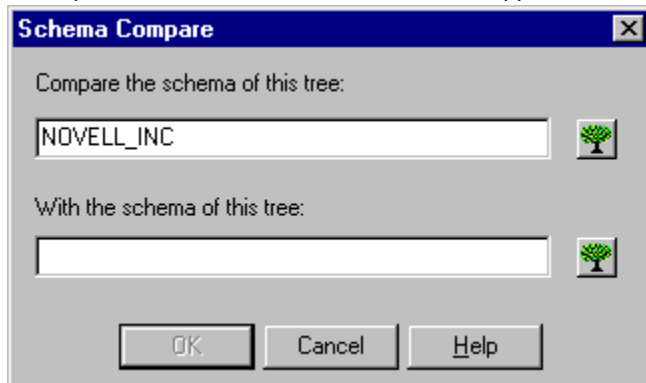 Schema Compare
Compare the schema of this tree:
NOVELL_INC
With the schema of this tree:
OK Cancel Help